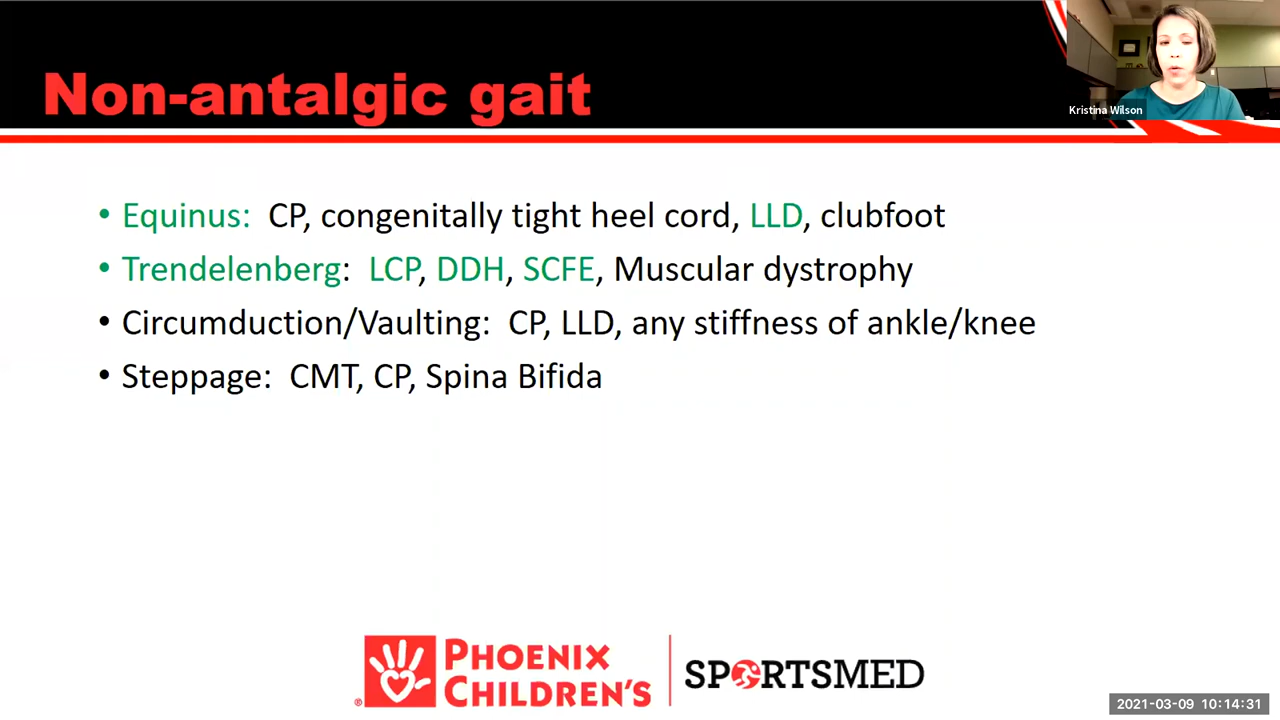 Non-antalgic gait
Kristina Wilson
• Equinus: CP, congenitally tight heel cord, LLD, clubfoot
• Trendelenberg: LCP, DDH, SCFE, Muscular dystrophy
• Circumduction/Vaulting: CP, LLD, any stiffness of ankle/knee
• Steppage: CMT, CP, Spina Bifida
PHOENIX
CHILDREN'S
®
SPORTSMED
2021-03-09 10:14:31